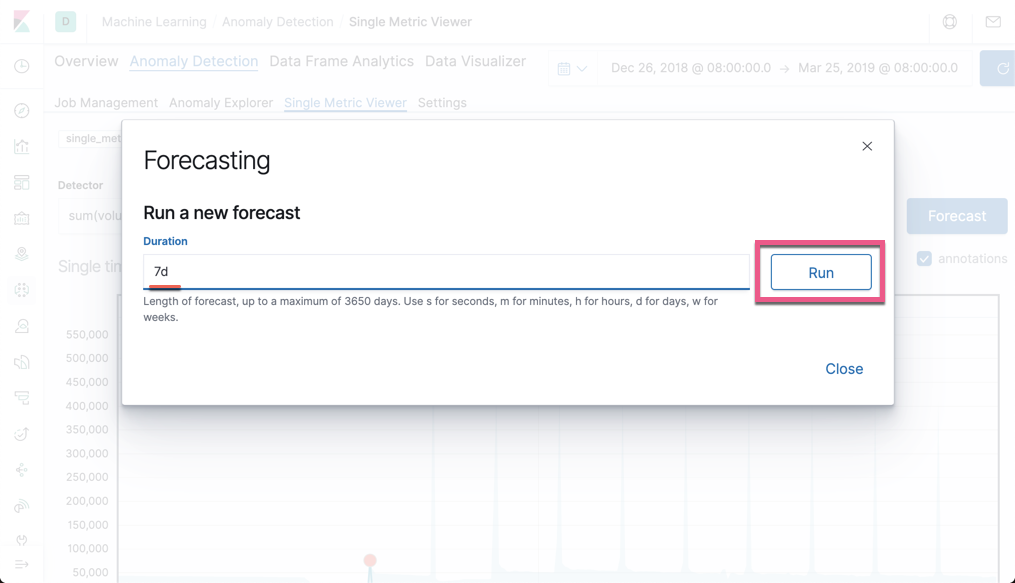 D Machine Learning / Anomaly Detection / Single Metric Viewer
Overview Anomaly Detection Data Frame Analytics Data Visualizer
Dec 26, 2018 @ 08:00:00.0 → Mar 25, 2019 @ 08:00:00.0
Job Management Anomaly Explorer Single Metric Viewer Settings
single_met
Forecasting
Detector
Run a new forecast
sum(volu
Forecast
Duration
annotations
Single tin
7d
Run
Length of forecast, up to a maximum of 3650 days. Use s for seconds, m for minutes, h for hours, d for days, w for
weeks.
Close
550,000
500,000
450,000
400,000
350,000
300,000
250,000
200,000
150,000
100,000
50,000